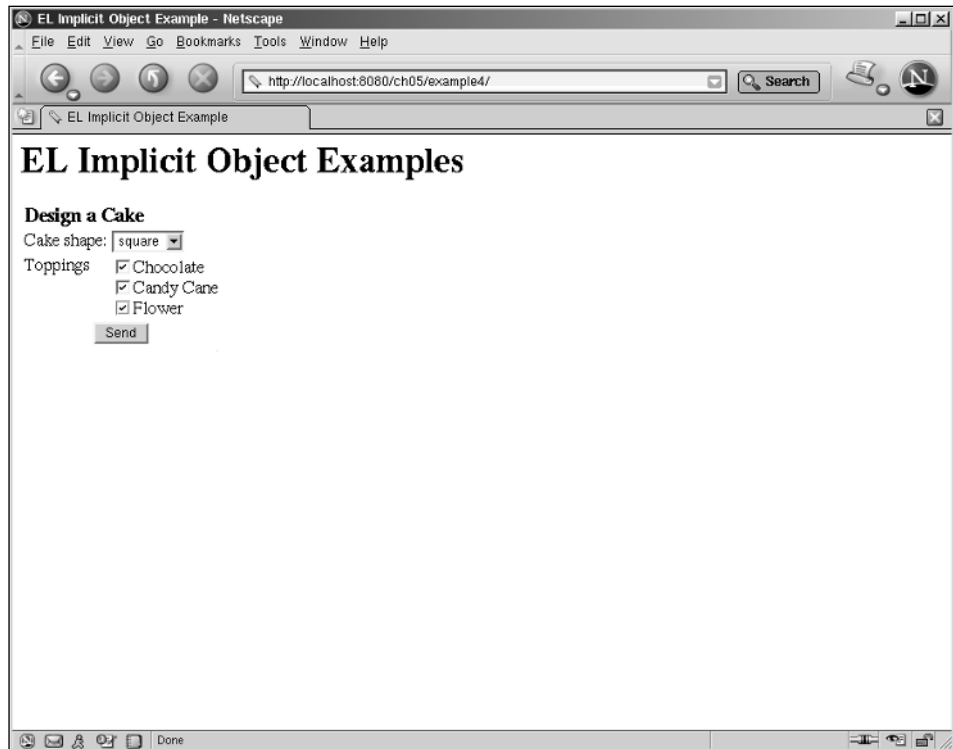 EL Implicit Object Example - Netscape
File Edit View Go Bookmarks Tools Window Help
http://localhost:8080/ch05/example4/ Search N
EL Implicit Object Example
EL Implicit Object Examples
Design a Cake
Cake shape: square
Toppings Chocolate
Candy Cane
Flower
Send
Done